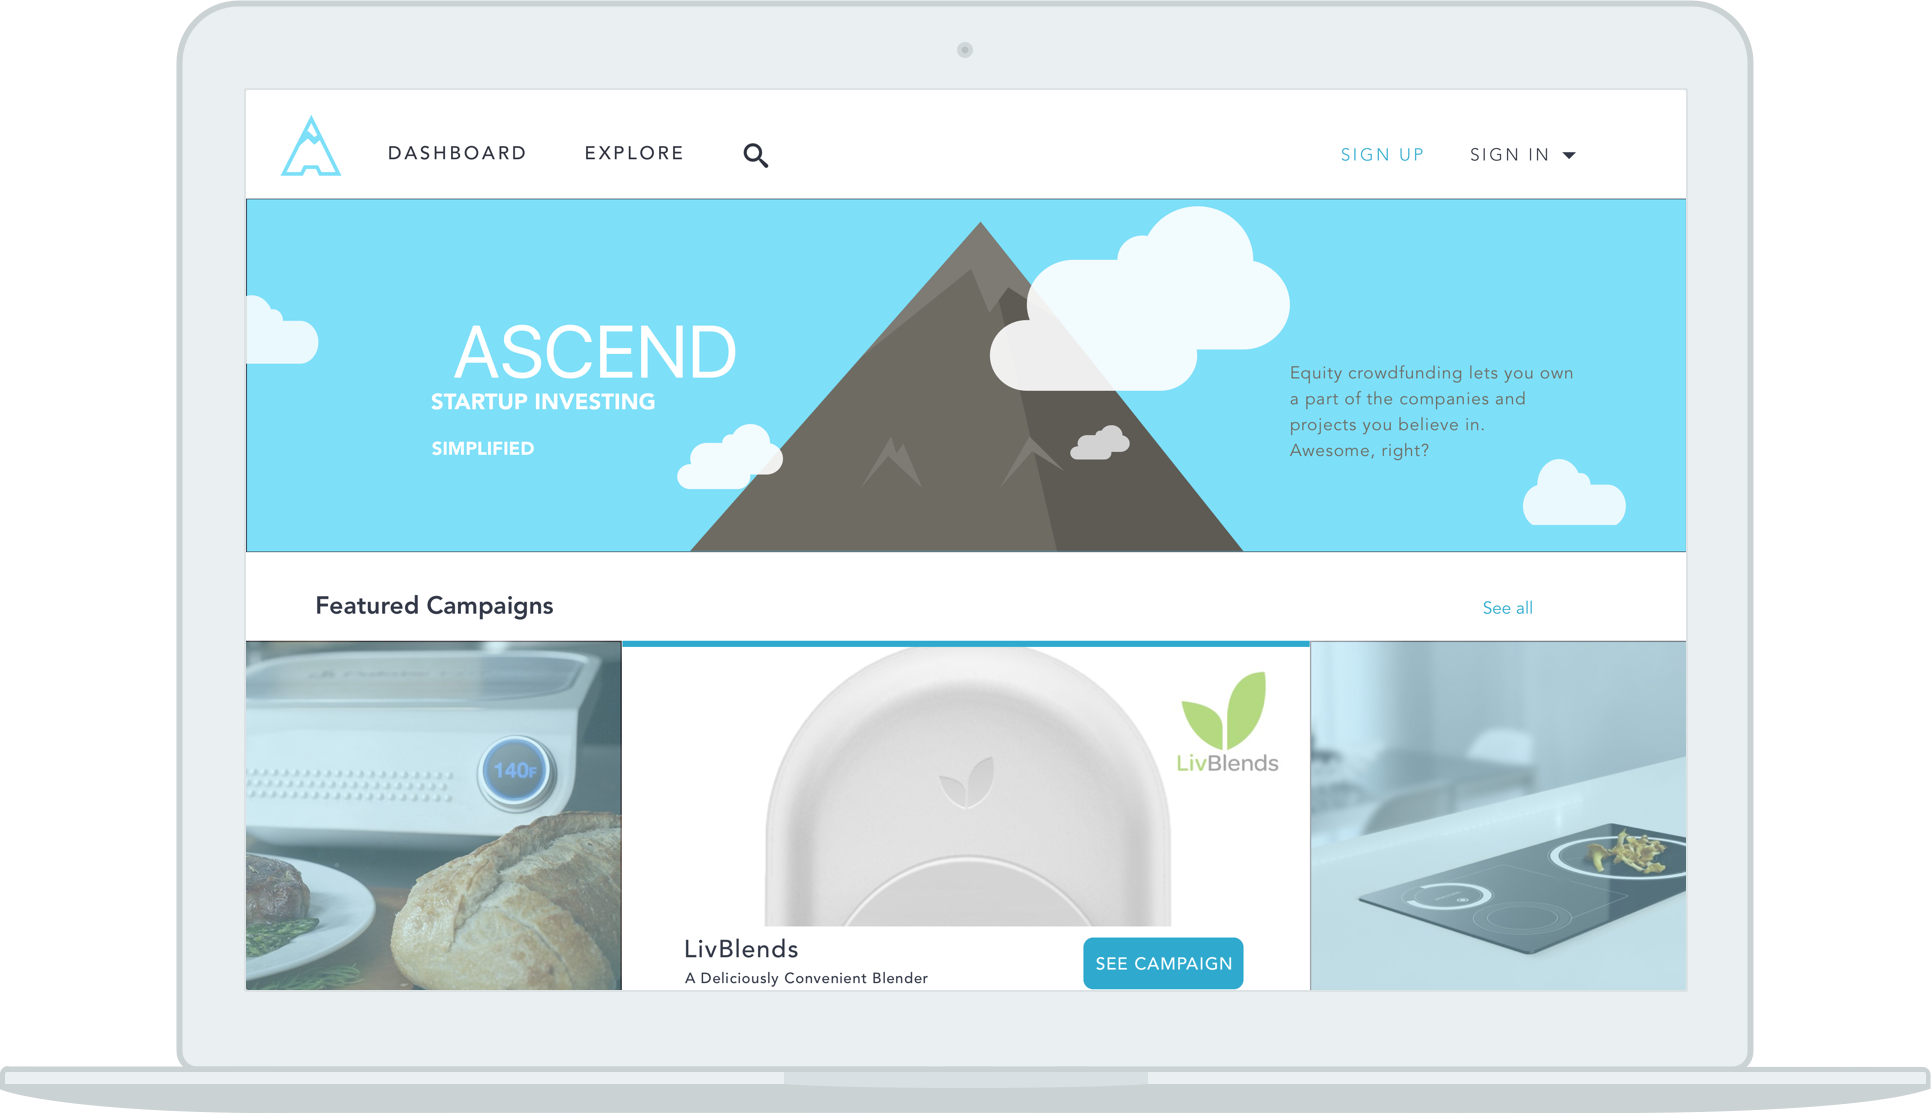 DASHBOARD
EXPLORE
SIGN UP
SIGN IN
ASCEND
STARTUP INVESTING
SIMPLIFIED
Equity crowdfunding lets you own
a part of the companies and
projects you believe in.
Awesome, right?
Featured Campaigns
See all
140F
LivBlends
LivBlends
A Deliciously Convenient Blender
SEE CAMPAIGN